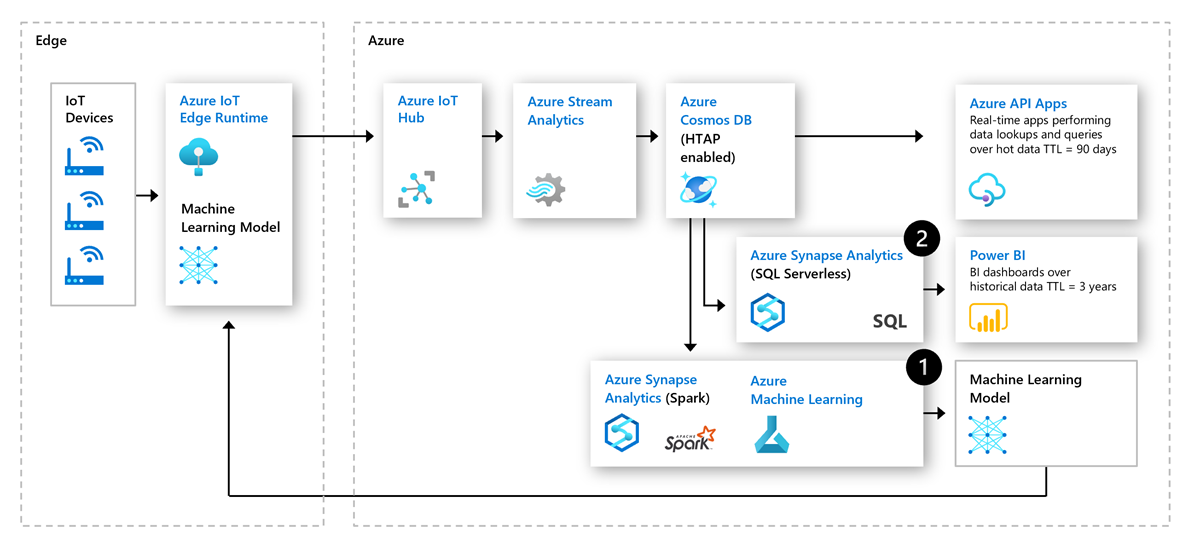 Edge
IoT
Devices
Azure IoT
Edge Runtime
Machine
Learning Model
Azure
Azure IoT
Hub
Azure Stream
Analytics
Azure
Cosmos DB
(HTAP
enabled)
Azure API Apps
Real-time apps performing
data lookups and queries
over hot data TTL = 90 days
2
Azure Synapse Analytics
(SQL Serverless)
SQL
Power BI
BI dashboards over
historical data TTL = 3 years
1
Azure Synapse
Analytics (Spark)
APACHE
Spark
Azure
Machine Learning
Machine Learning
Model